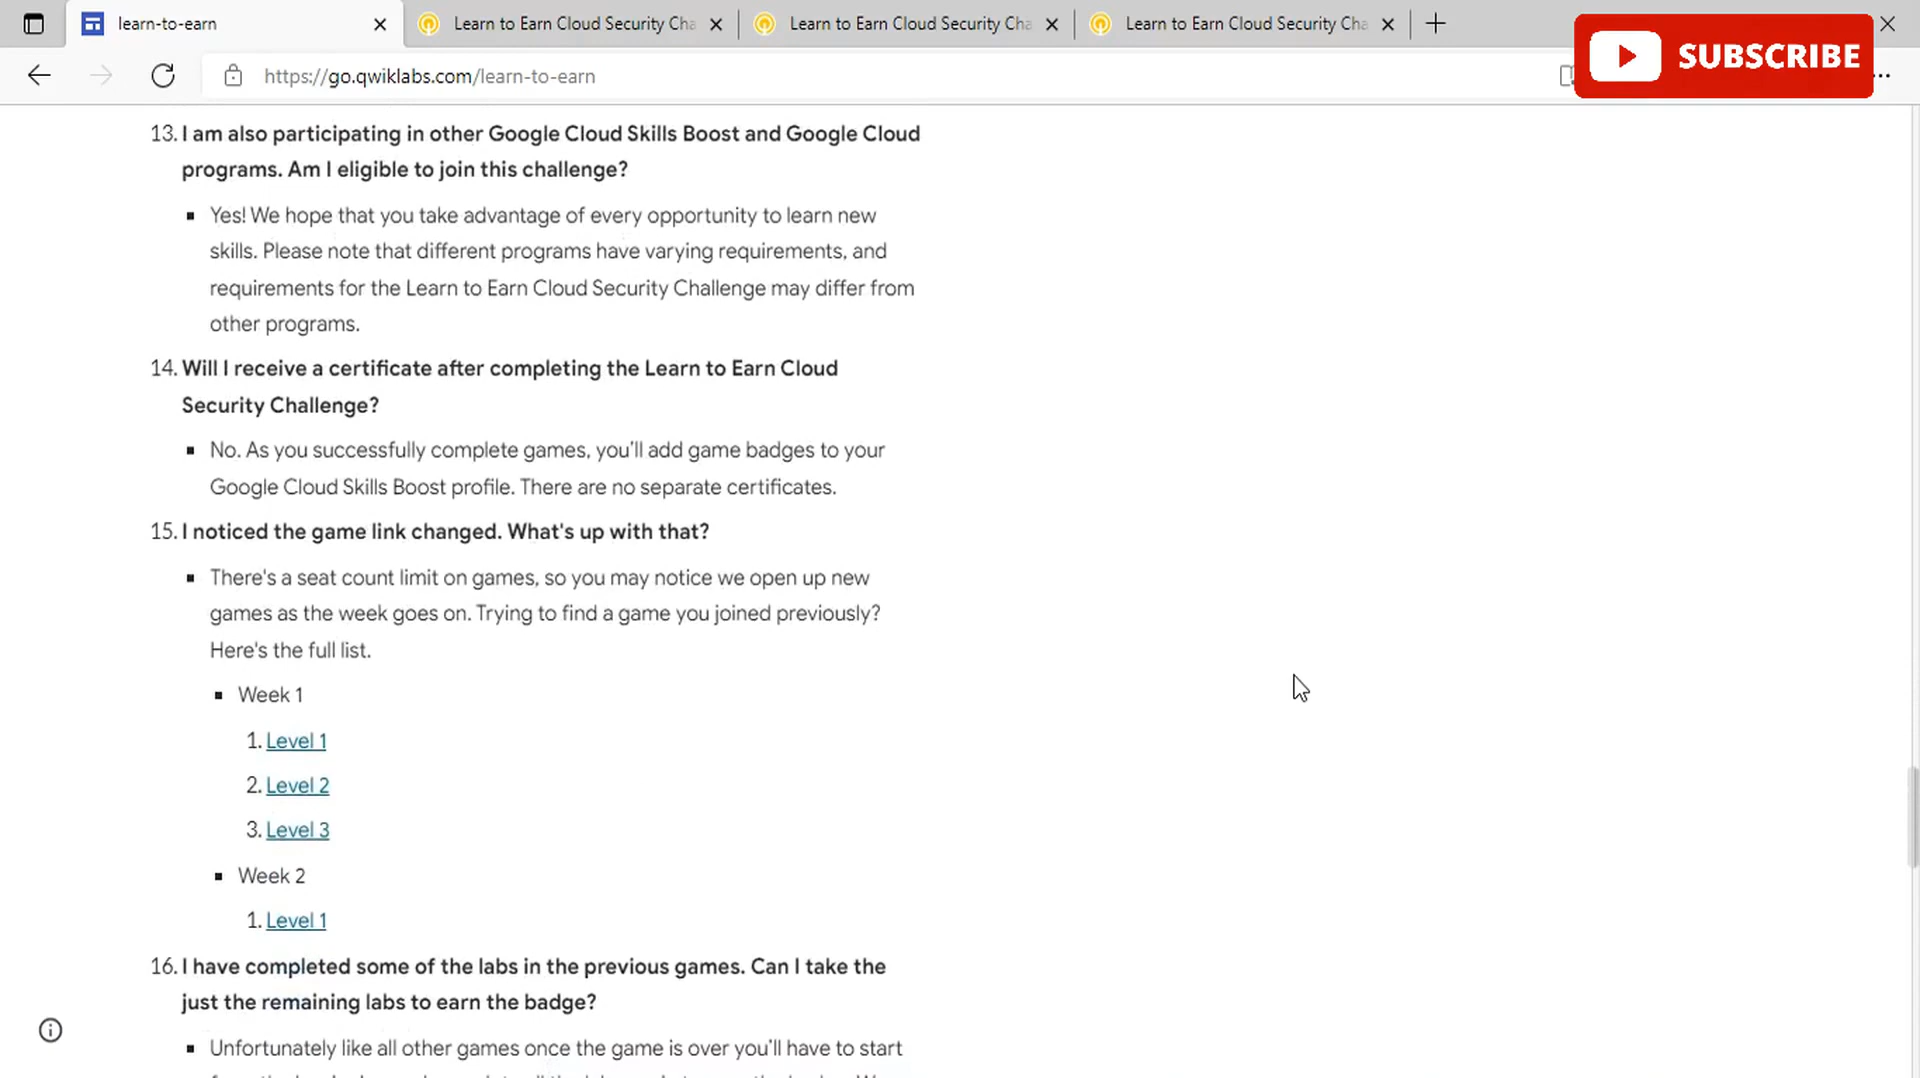 learn-to-earn
Learn to Earn Cloud Security Cha
Learn to Earn Cloud Security Cha
Learn to Earn Cloud Security Cha
SUBSCRIBE
https://go.qwiklabs.com/learn-to-earn
13. I am also participating in other Google Cloud Skills Boost and Google Cloud
programs. Am I eligible to join this challenge?
Yes! We hope that you take advantage of every opportunity to learn new
skills. Please note that different programs have varying requirements, and
requirements for the Learn to Earn Cloud Security Challenge may differ from
other programs.
14. Will I receive a certificate after completing the Learn to Earn Cloud
Security Challenge?
No. As you successfully complete games, you'll add game badges to your
Google Cloud Skills Boost profile. There are no separate certificates.
15. I noticed the game link changed. What's up with that?
There's a seat count limit on games, so you may notice we open up new
games as the week goes on. Trying to find a game you joined previously?
Here's the full list.
Week 1
1. Level 1
2. Level 2
3. Level 3
Week 2
1. Level 1
16. I have completed some of the labs in the previous games. Can I take the
just the remaining labs to earn the badge?
Unfortunately like all other games once the game is over you'll have to start